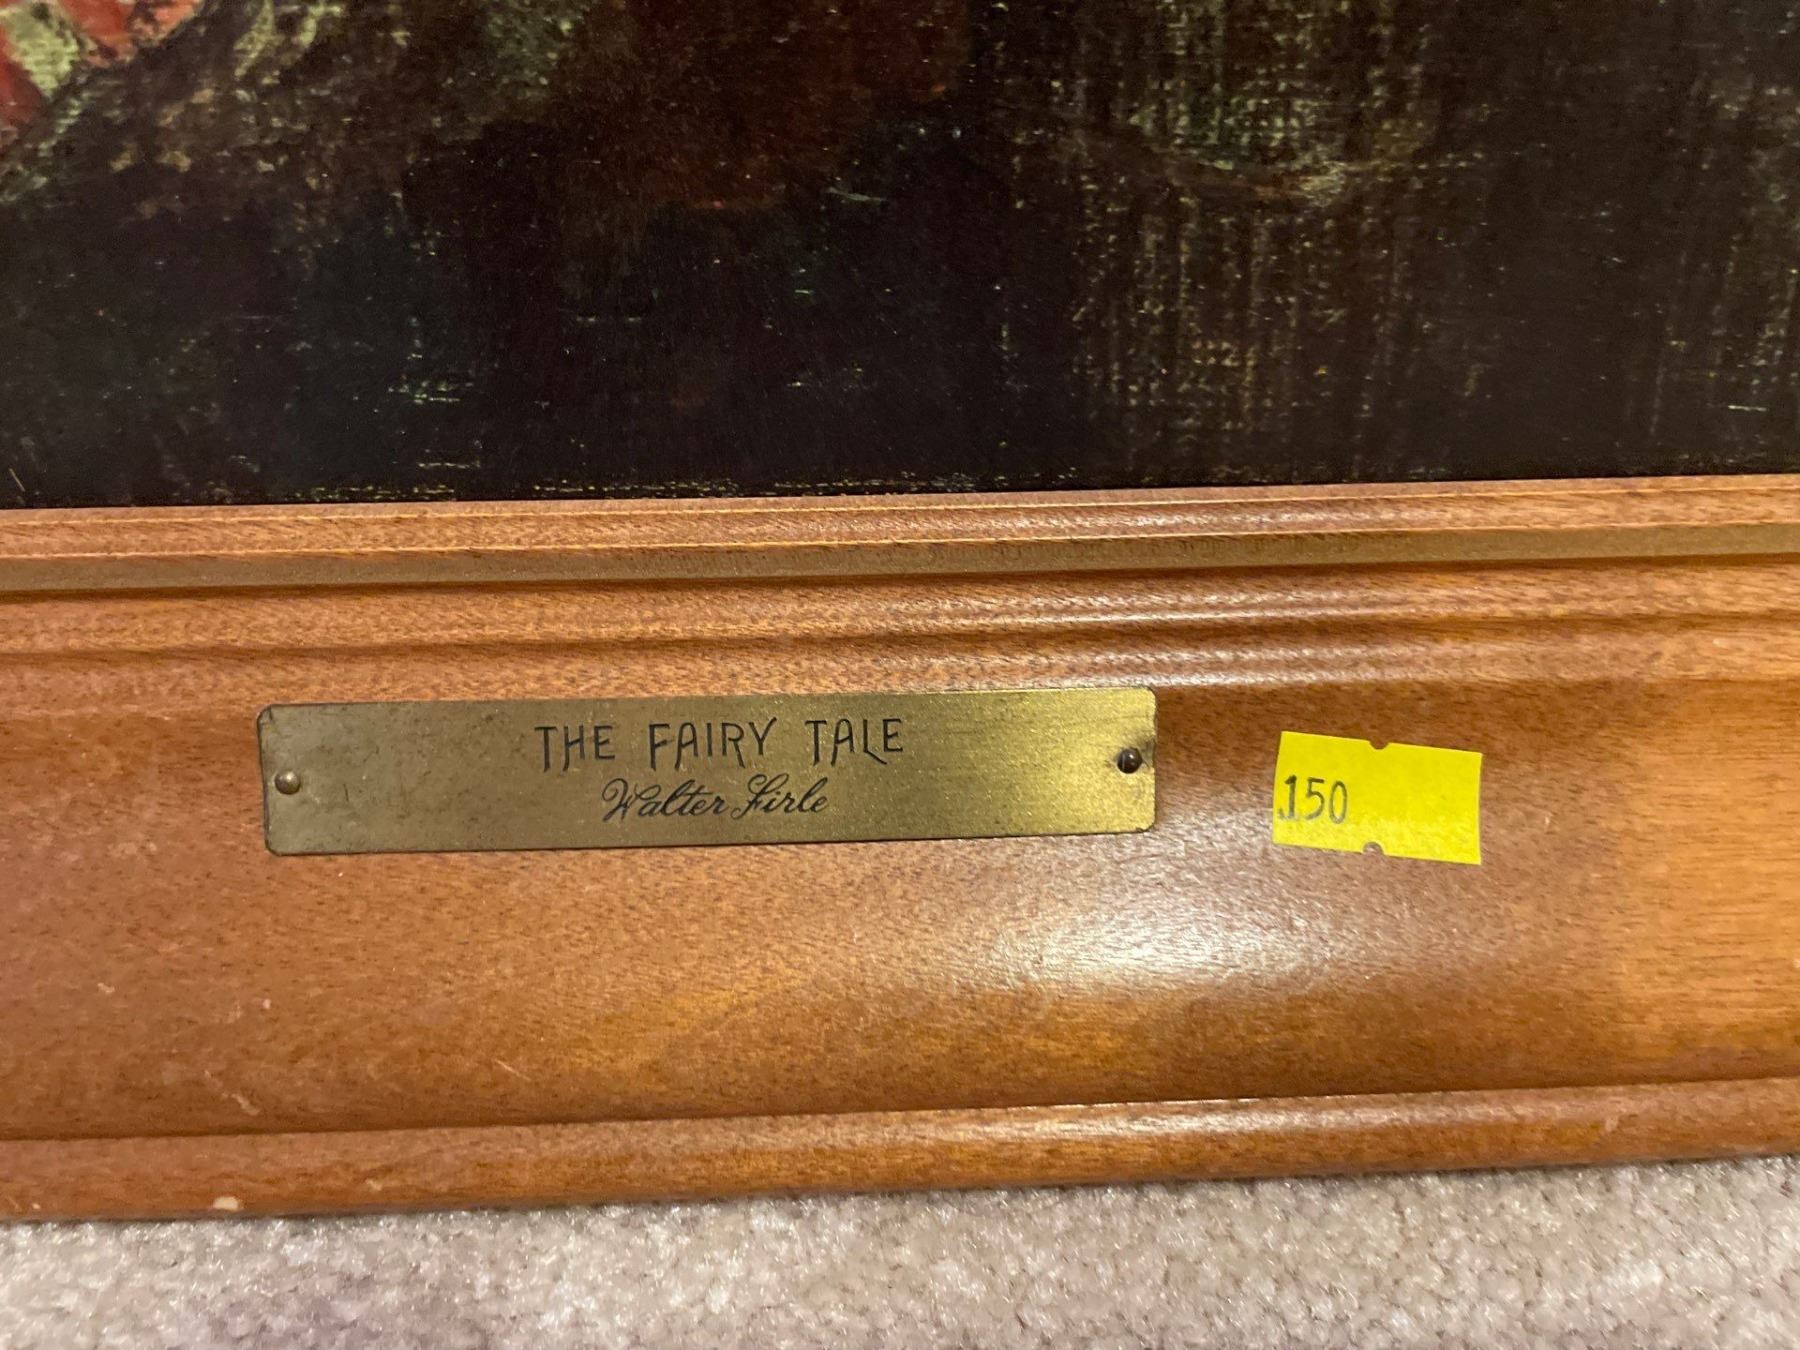 THE FAIRY TALE
Walter Firle
.150